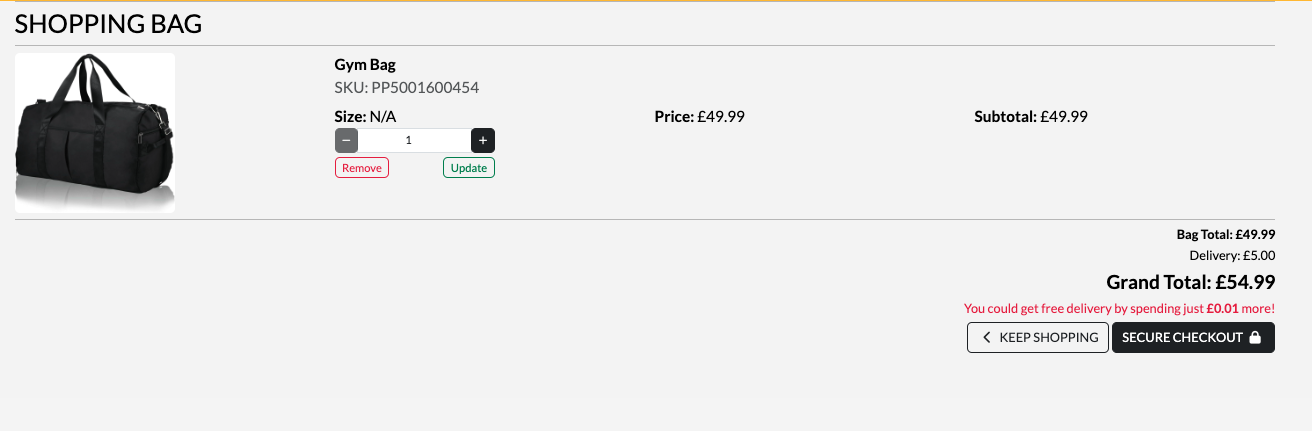 SHOPPING BAG
Gym Bag
SKU: PP5001600454
Size: N/A
Price: £49.99
Subtotal: £49.99
− 1 +
Remove Update
Bag Total: £49.99
Delivery: £5.00
Grand Total: £54.99
You could get free delivery by spending just £0.01 more!
KEEP SHOPPING
SECURE CHECKOUT